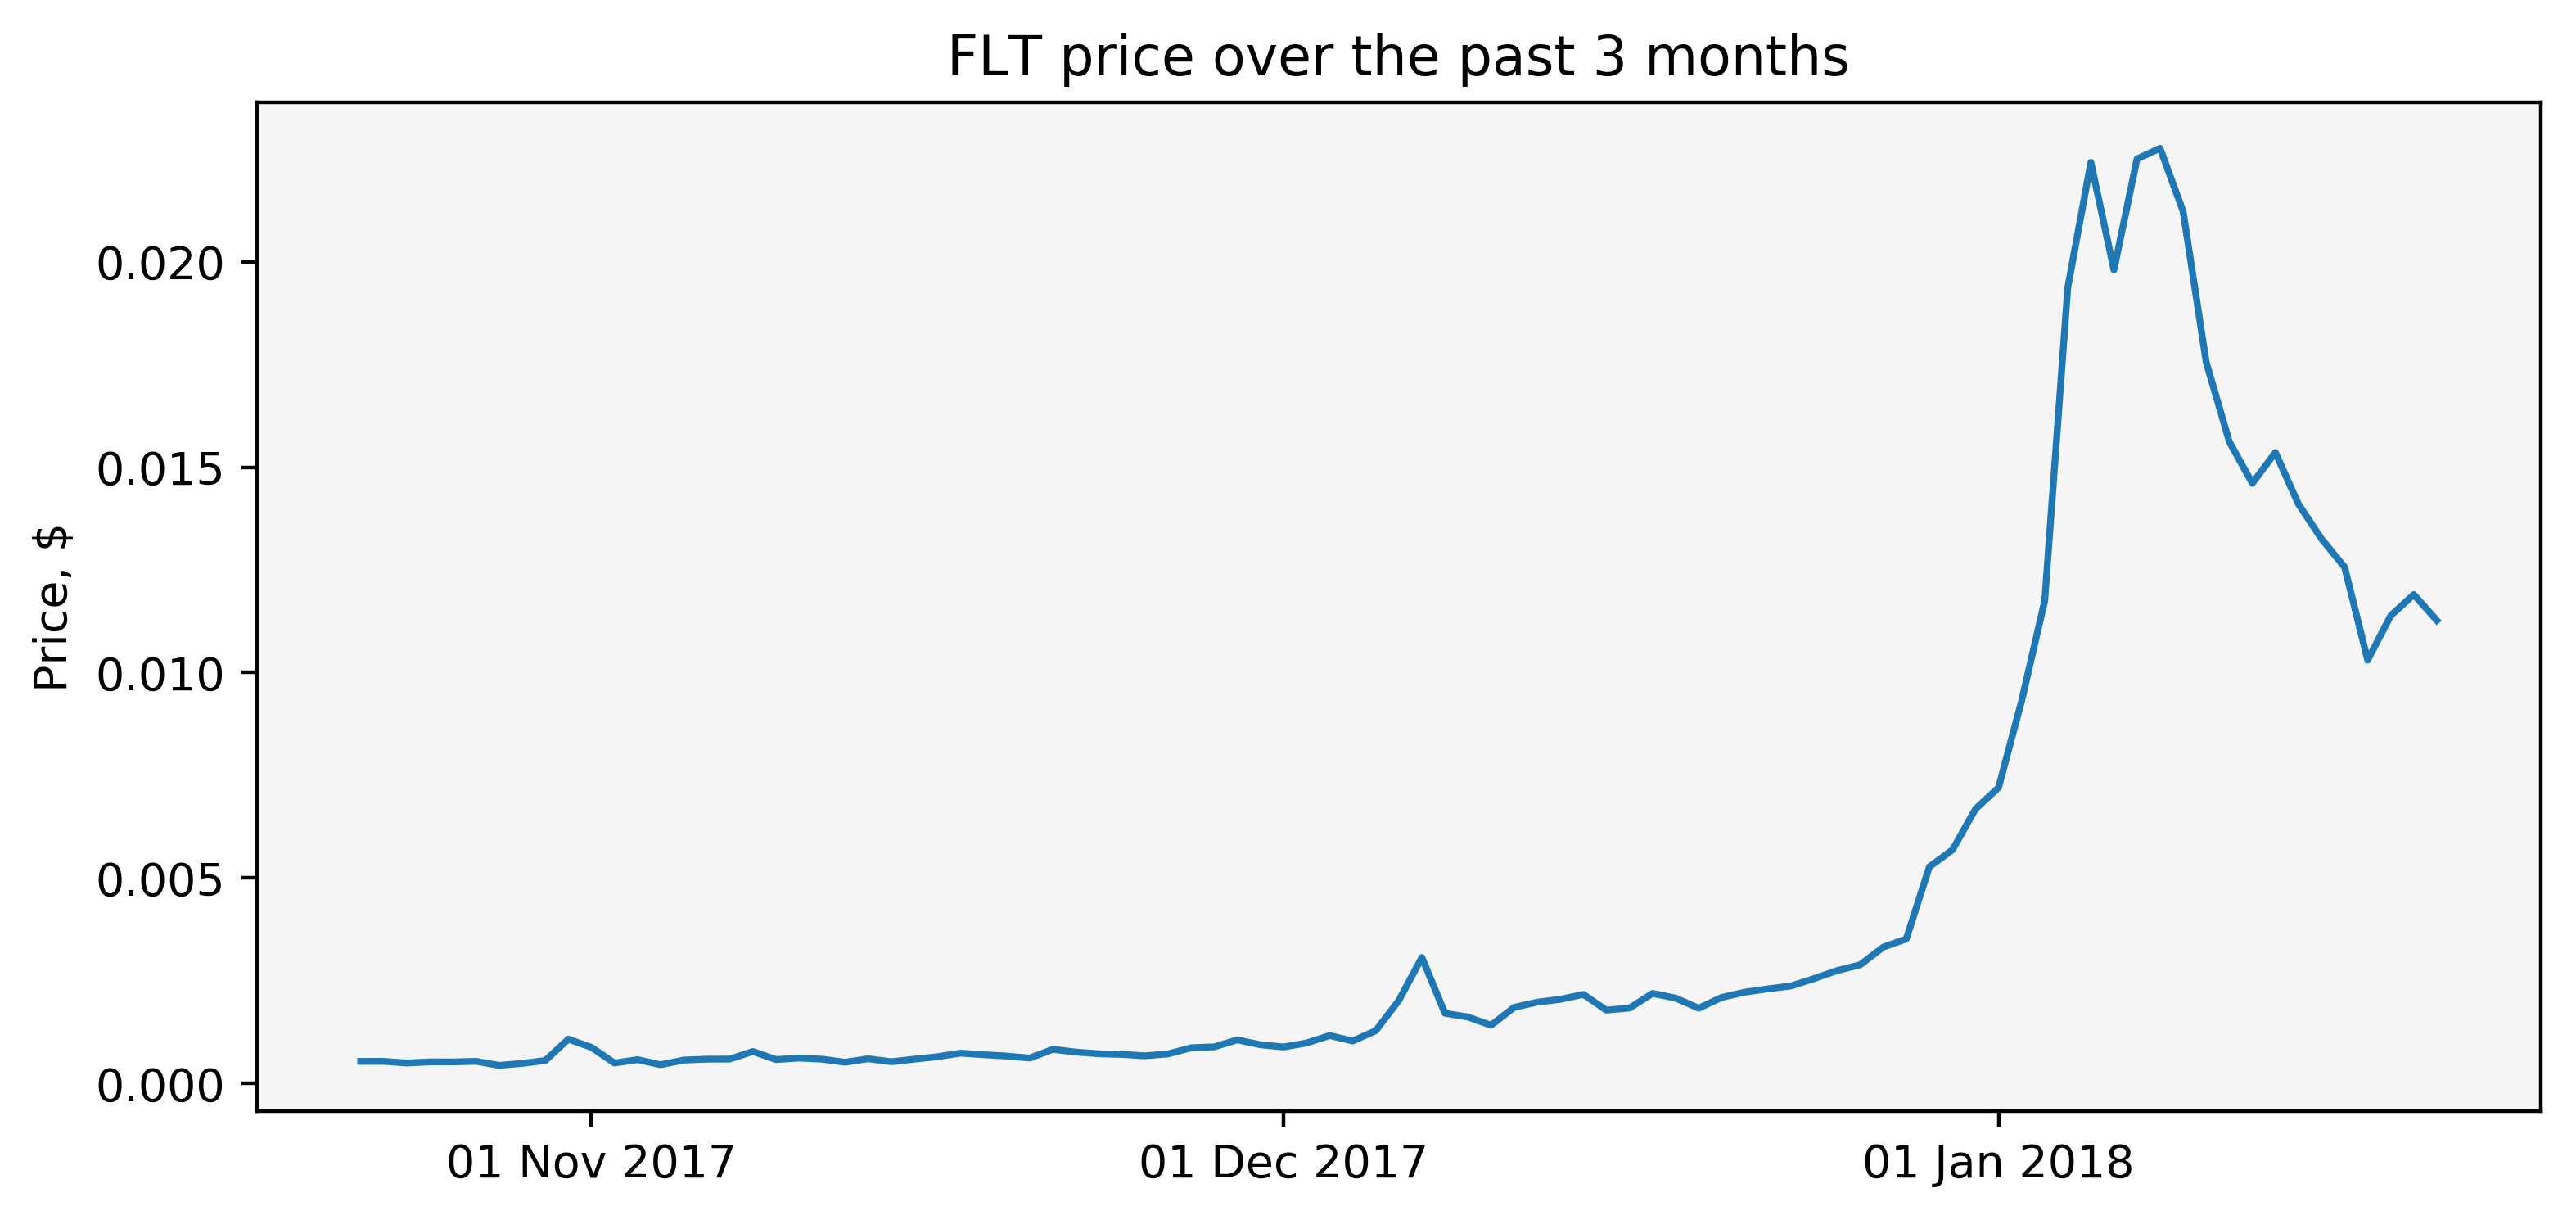 FLT price over the past 3 months
Price, $
0.020
0.015
0.010
0.005
0.000
01 Nov 2017
01 Dec 2017
01 Jan 2018